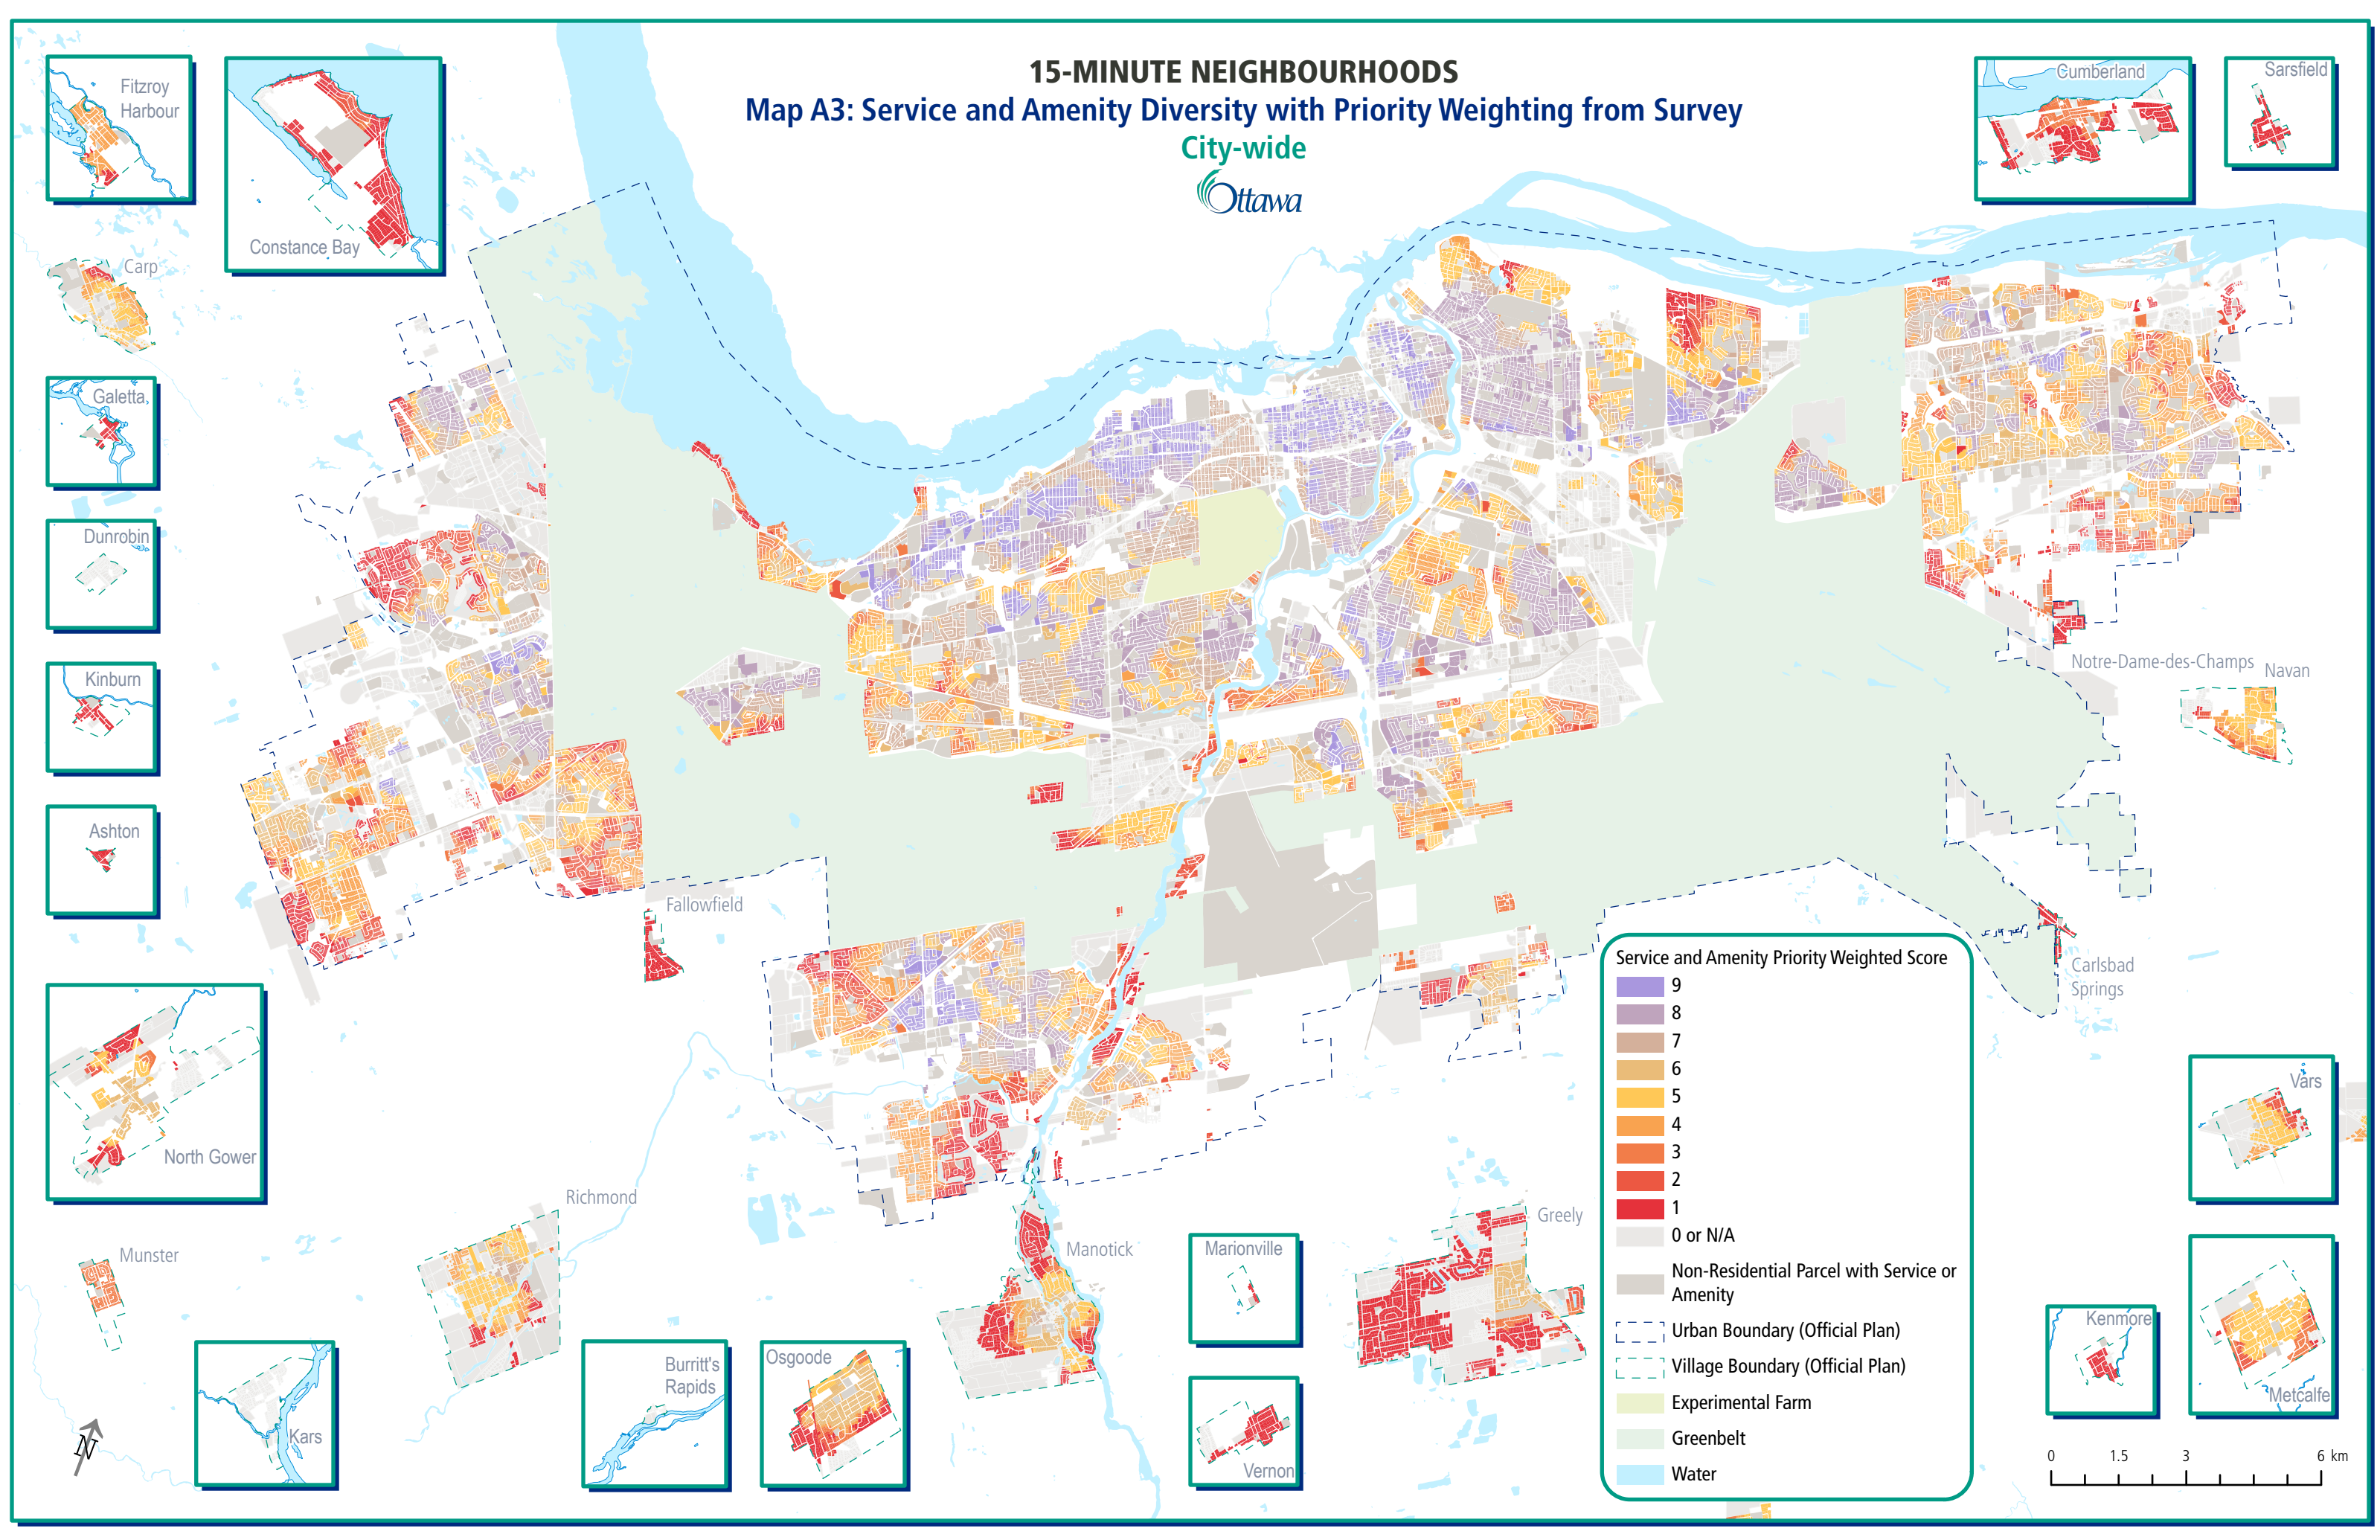 15-MINUTE NEIGHBOURHOODS
Map A3: Service and Amenity Diversity with Priority Weighting from Survey
City-wide
Ottawa
Fitzroy
Harbour
Constance Bay
Cumberland
Sarsfield
Carp
Galetta,
Dunrobin
Kinburn
Ashton
North Gower
Munster
Kars
Richmond
Fallowfield
Burritt's
Rapids
Osgoode
Manotick
Marionville
Vernon
Greely
Notre-Dame-des-Champs
Navan
Carlsbad
Springs
Vars
Kenmore
Metcalfe
Service and Amenity Priority Weighted Score
9
8
7
6
5
4
3
2
1
0 or N/A
Non-Residential Parcel with Service or
Amenity
Urban Boundary (Official Plan)
Village Boundary (Official Plan)
Experimental Farm
Greenbelt
Water
N
0 1.5 3 6 km